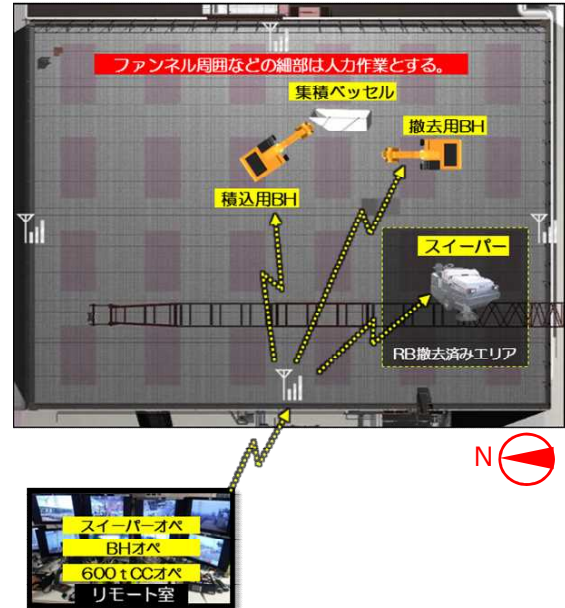 ファンネル周囲などの細部は人力作業とする。
集積ベッセル
撤去用BH
積込用BH
スイーパー
RB撤去済みエリア
N
スイーパーオペ
BHオペ
600tCCオペ
リモート室